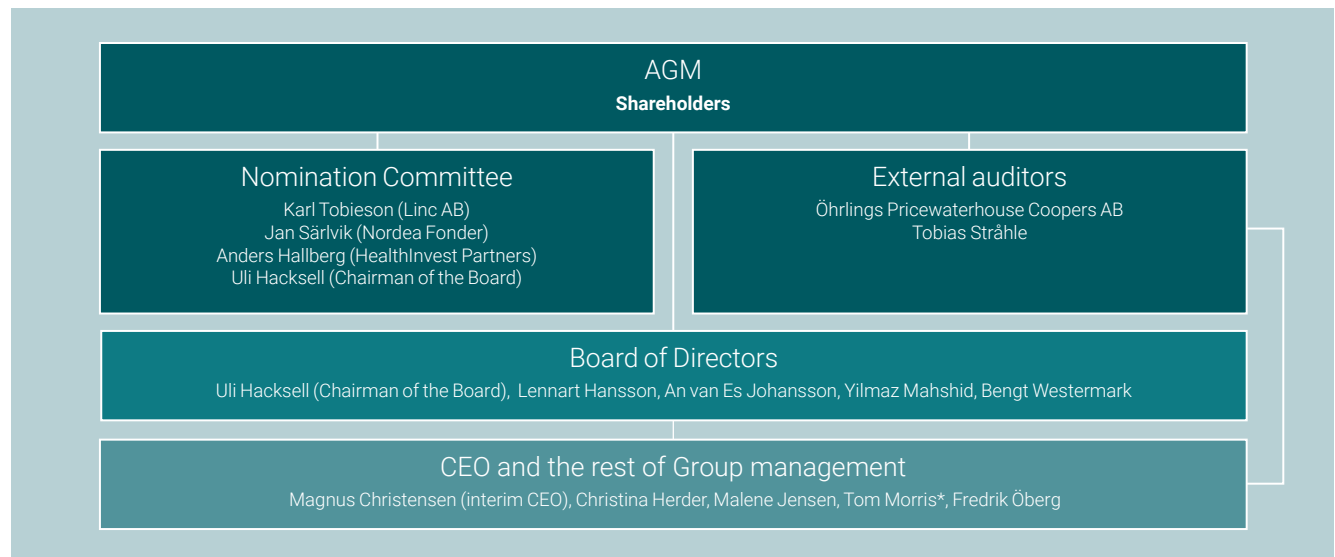 AGM
Shareholders
Nomination Committee
Karl Tobieson (Linc AB)
Jan Särlvik (Nordea Fonder)
Anders Hallberg (HealthInvest Partners)
Uli Hacksell (Chairman of the Board)
External auditors
Öhrlings Pricewaterhouse Coopers AB
Tobias Stråhle
Board of Directors
Uli Hacksell (Chairman of the Board), Lennart Hansson, An van Es Johansson, Yilmaz Mahshid, Bengt Westermark
CEO and the rest of Group management
Magnus Christensen (interim CEO), Christina Herder, Malene Jensen, Tom Morris*, Fredrik Öberg